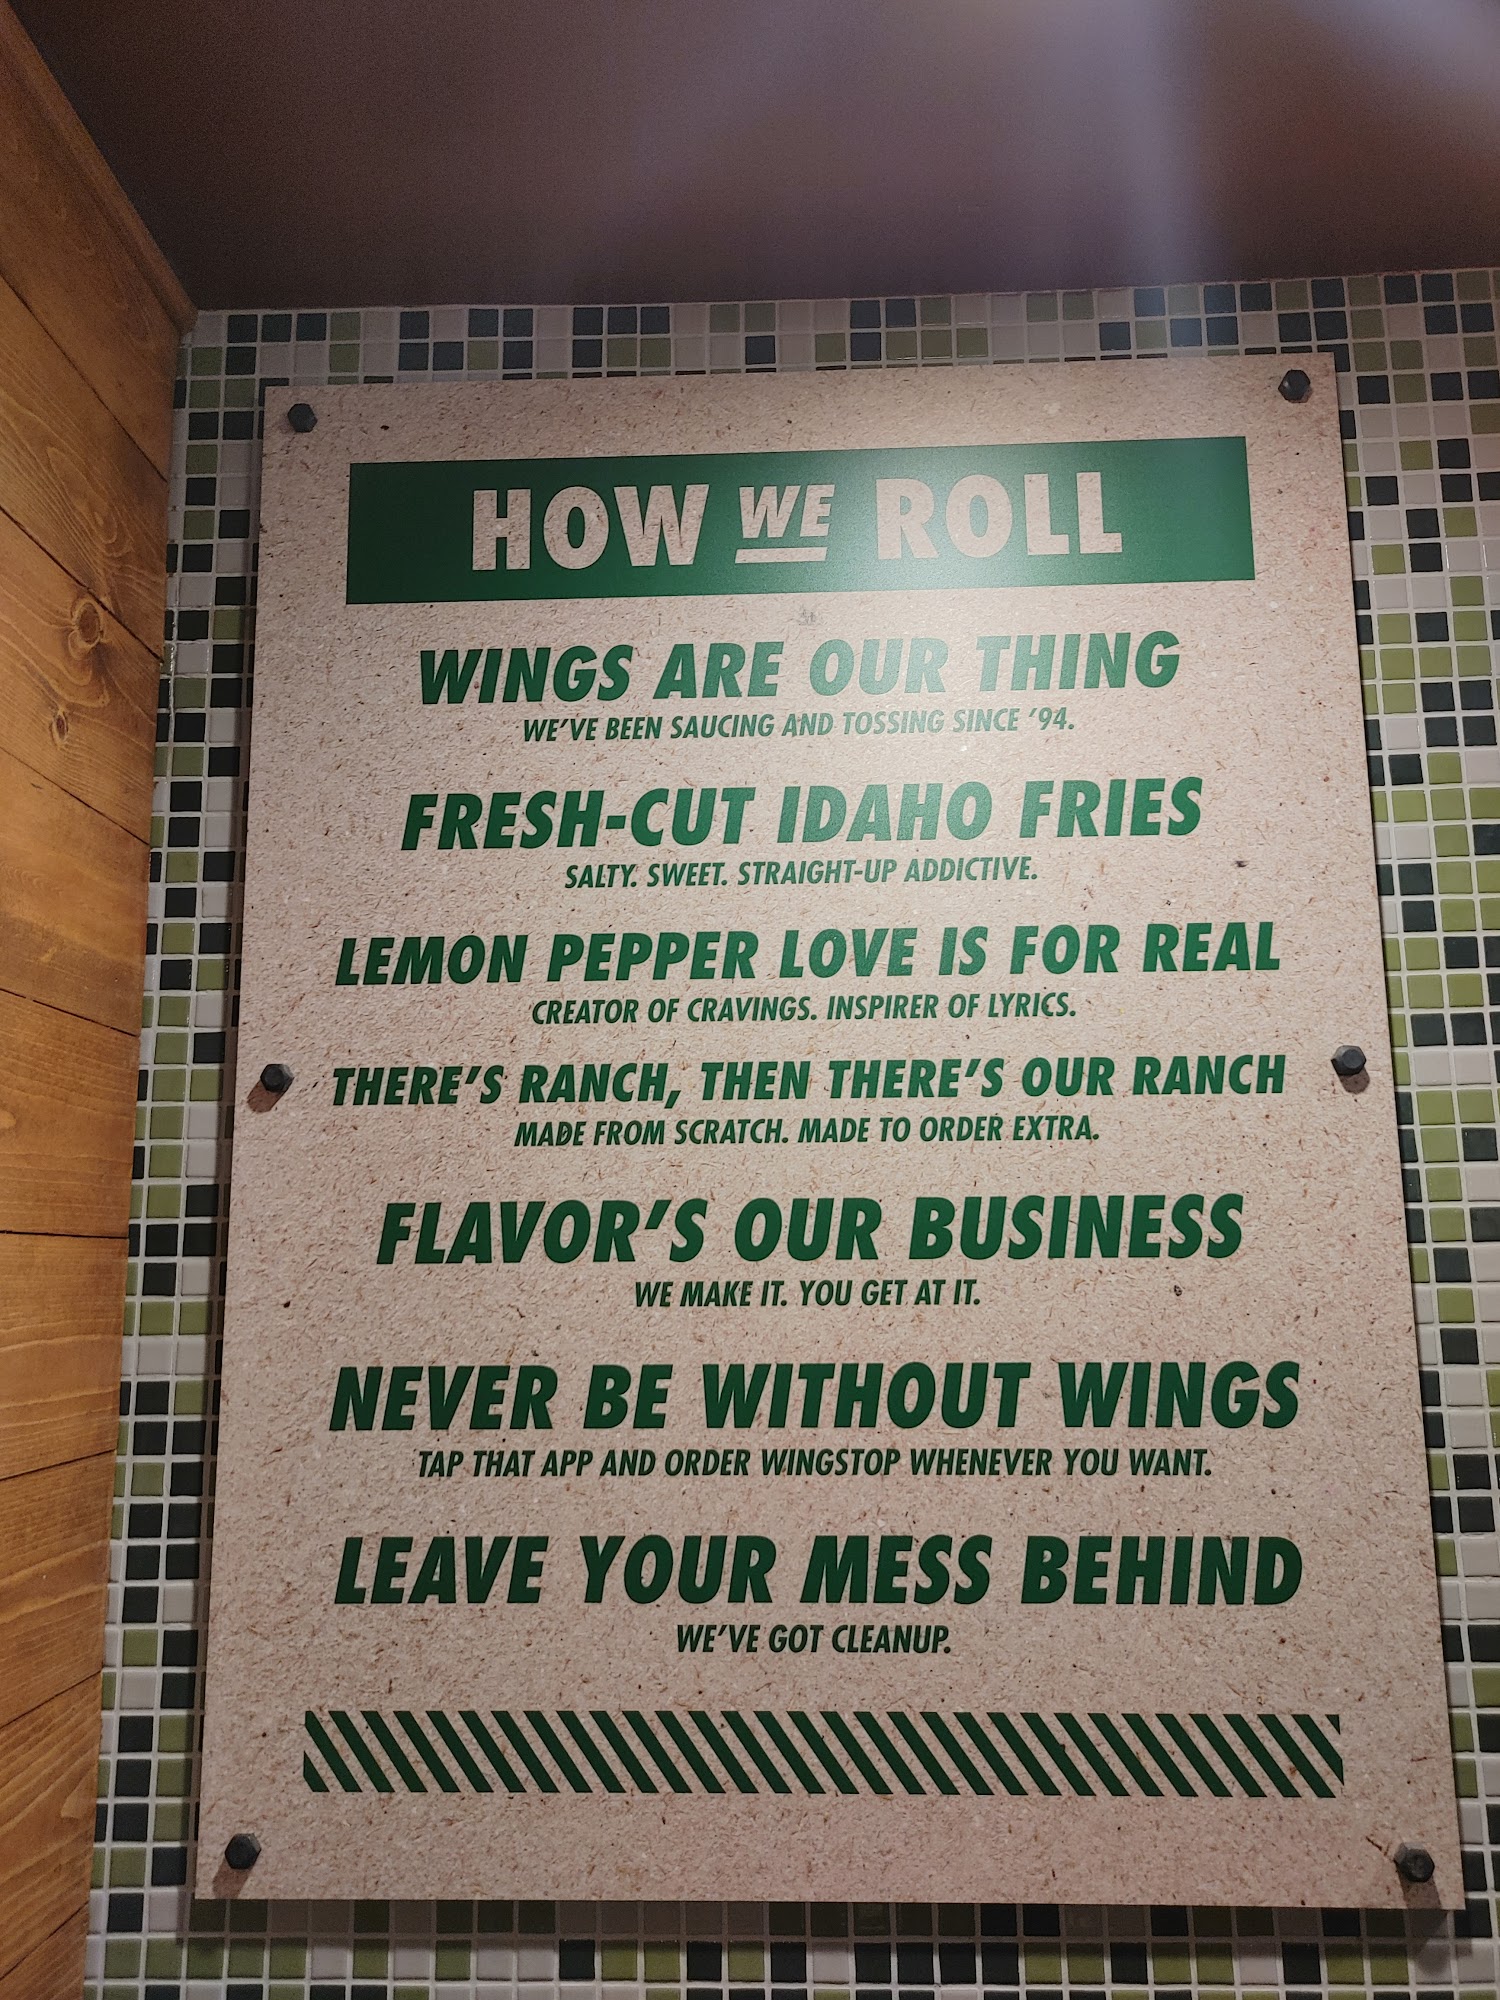 HOW WE ROLL
WINGS ARE OUR THING
WE'VE BEEN SAUCING AND TOSSING SINCE '94.
FRESH-CUT IDAHO FRIES
SALTY. SWEET. STRAIGHT-UP ADDICTIVE.
LEMON PEPPER LOVE IS FOR REAL
CREATOR OF CRAVINGS. INSPIRER OF LYRICS.
THERE'S RANCH, THEN THERE'S OUR RANCH
MADE FROM SCRATCH. MADE TO ORDER EXTRA.
FLAVOR'S OUR BUSINESS
WE MAKE IT. YOU GET AT IT.
NEVER BE WITHOUT WINGS
TAP THAT APP AND ORDER WINGSTOP WHENEVER YOU WANT.
LEAVE YOUR MESS BEHIND
WE'VE GOT CLEANUP.